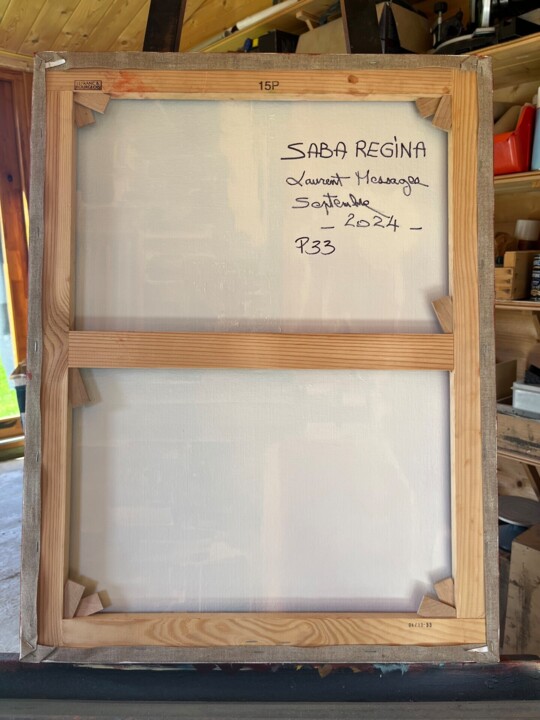 15P
SABA REGINA
Laurent Messager
Septembre
- 2024 -
P33